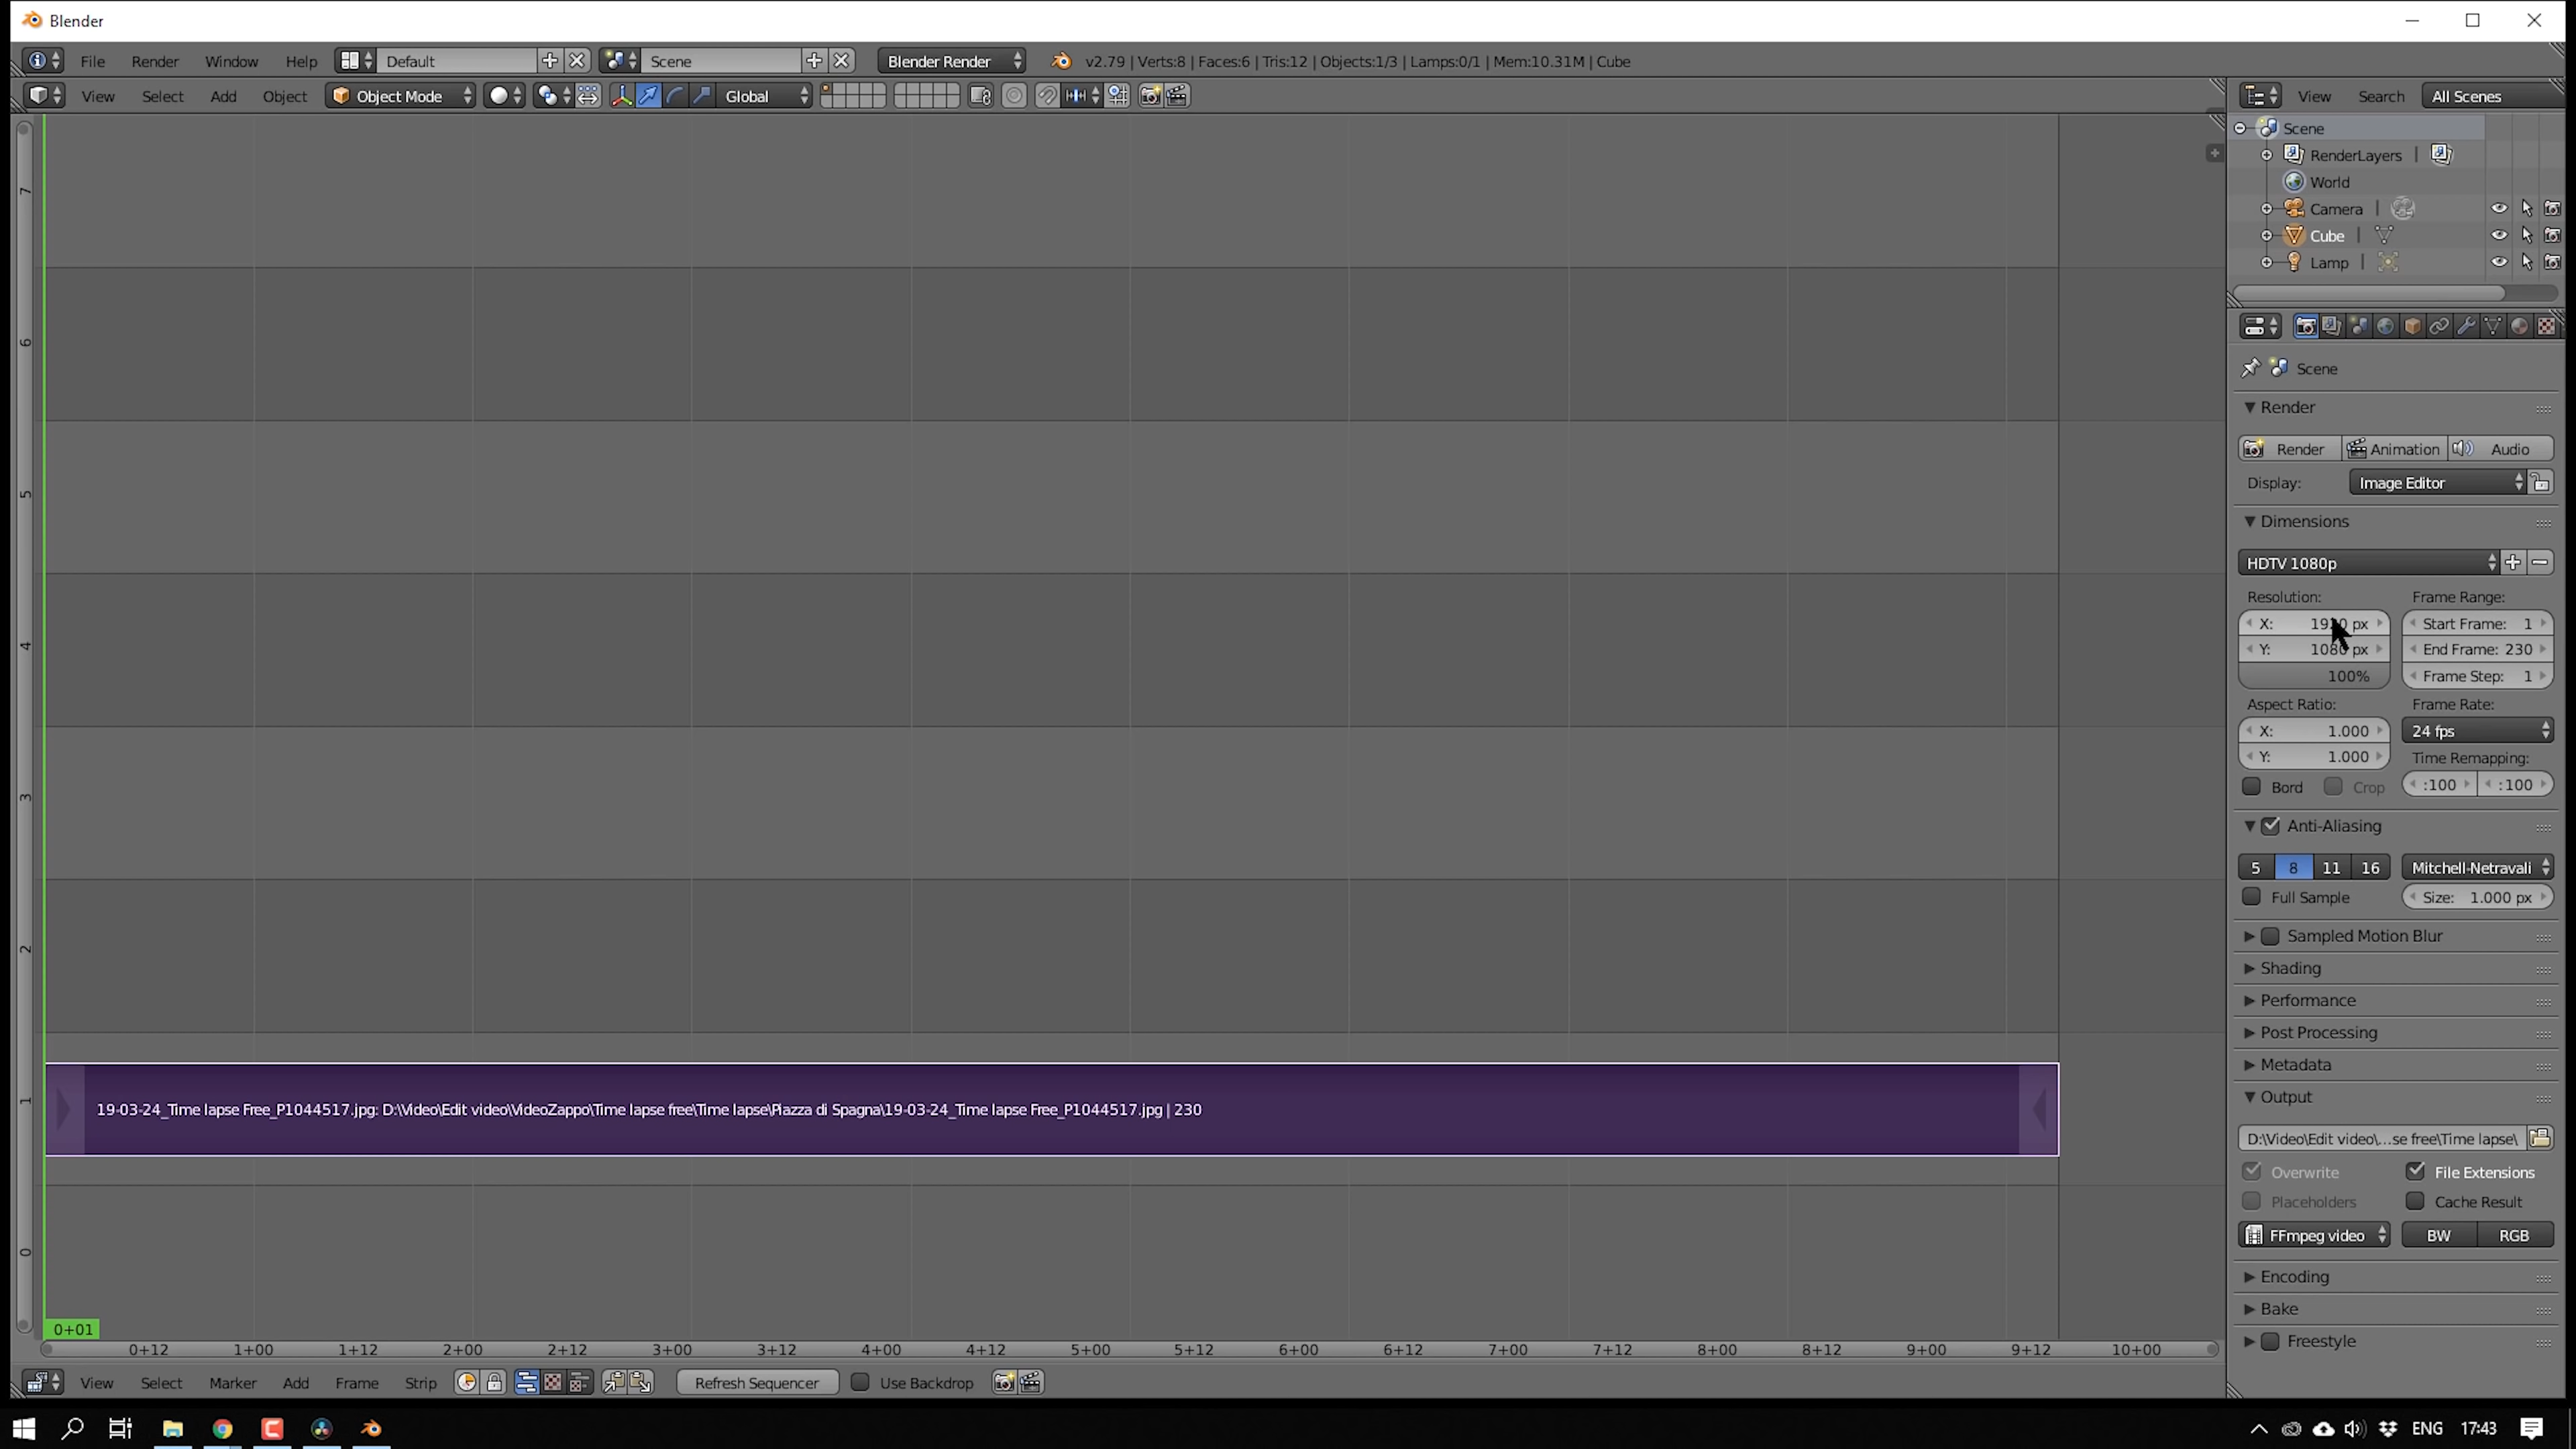 Blender
File Render Window Help Default Scene Blender Render v2.79 | Verts:8 | Faces:6 | Tris:12 | Objects:1/3 | Lamps:0/1 | Mem:10.31M | Cube
View Select Add Object Object Mode Global
View Search All Scenes
Scene
RenderLayers
World
Camera
Cube
Lamp
Scene
Render
Render Animation Audio
Display: Image Editor
Dimensions
HDTV 1080p
Resolution: Frame Range:
X: px Start Frame: 1
Y: 1080 px End Frame: 230
100% Frame Step: 1
Aspect Ratio: Frame Rate:
X: 1.000 24 fps
Y: 1.000 Time Remapping:
Bord Crop :100 :100
Anti-Aliasing
5 8 11 16 Mitchell-Netravali
Full Sample Size: 1.000 px
Sampled Motion Blur
Shading
Performance
Post Processing
Metadata
Output
D:\Video\Edit video\...se free\Time lapse\
Overwrite File Extensions
Placeholders Cache Result
FFmpeg video BW RGB
Encoding
Bake
Freestyle
7
6
5
4
3
2
1
0
19-03-24_Time lapse Free_P1044517.jpg: D:\Video\Edit video\VideoZappo\Time lapse free\Time lapse\Piazza di Spagna\19-03-24_Time lapse Free_P1044517.jpg | 230
0+01
0+12 1+00 1+12 2+00 2+12 3+00 3+12 4+00 4+12 5+00 5+12 6+00 6+12 7+00 7+12 8+00 8+12 9+00 9+12 10+00
View Select Marker Add Frame Strip Refresh Sequencer Use Backdrop
ENG 17:43